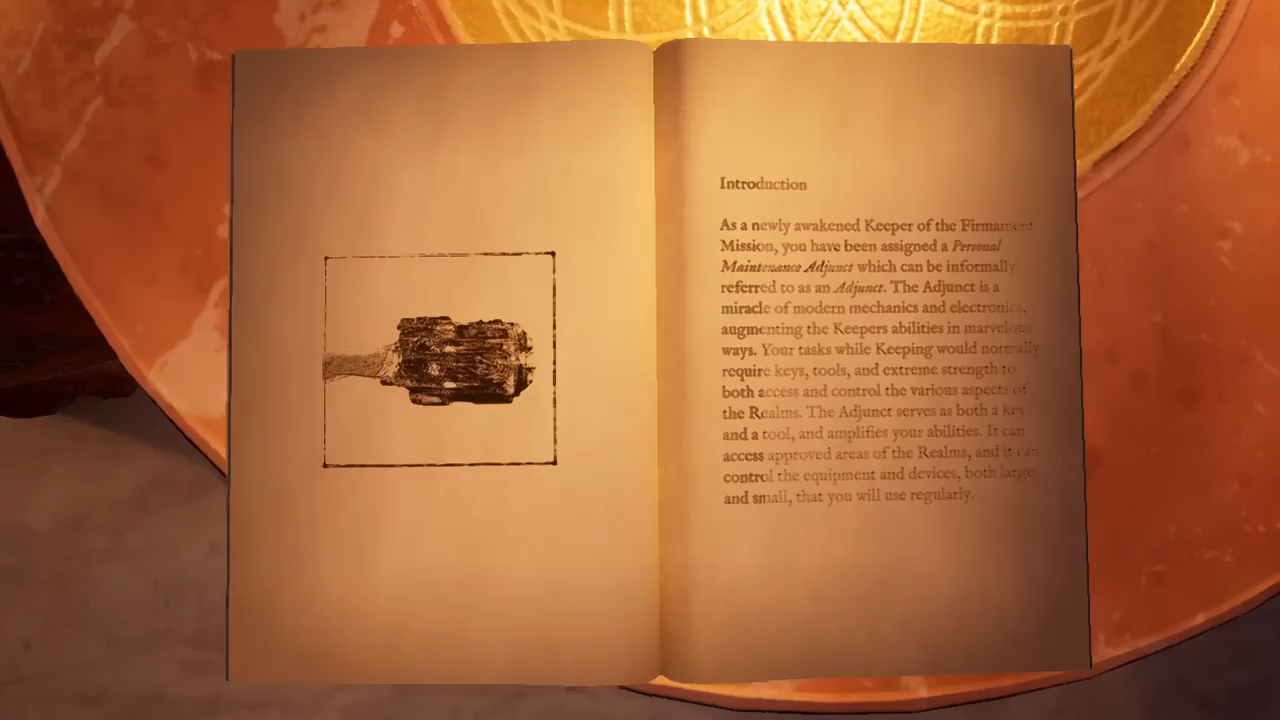 Introduction
As a newly awakened Keeper of the Firmament
Mission, you have been assigned a Personal
Maintenance Adjunct which can be informally
referred to as an Adjunct. The Adjunct is a
miracle of modern mechanics and electronics,
augmenting the Keepers abilities in marvelous
ways. Your tasks while Keeping would normally
require keys, tools, and extreme strength to
both access and control the various aspects of
the Realms. The Adjunct serves as both a key
and a tool, and amplifies your abilities. It can
access approved areas of the Realms, and it can
control the equipment and devices, both large
and small, that you will use regularly.